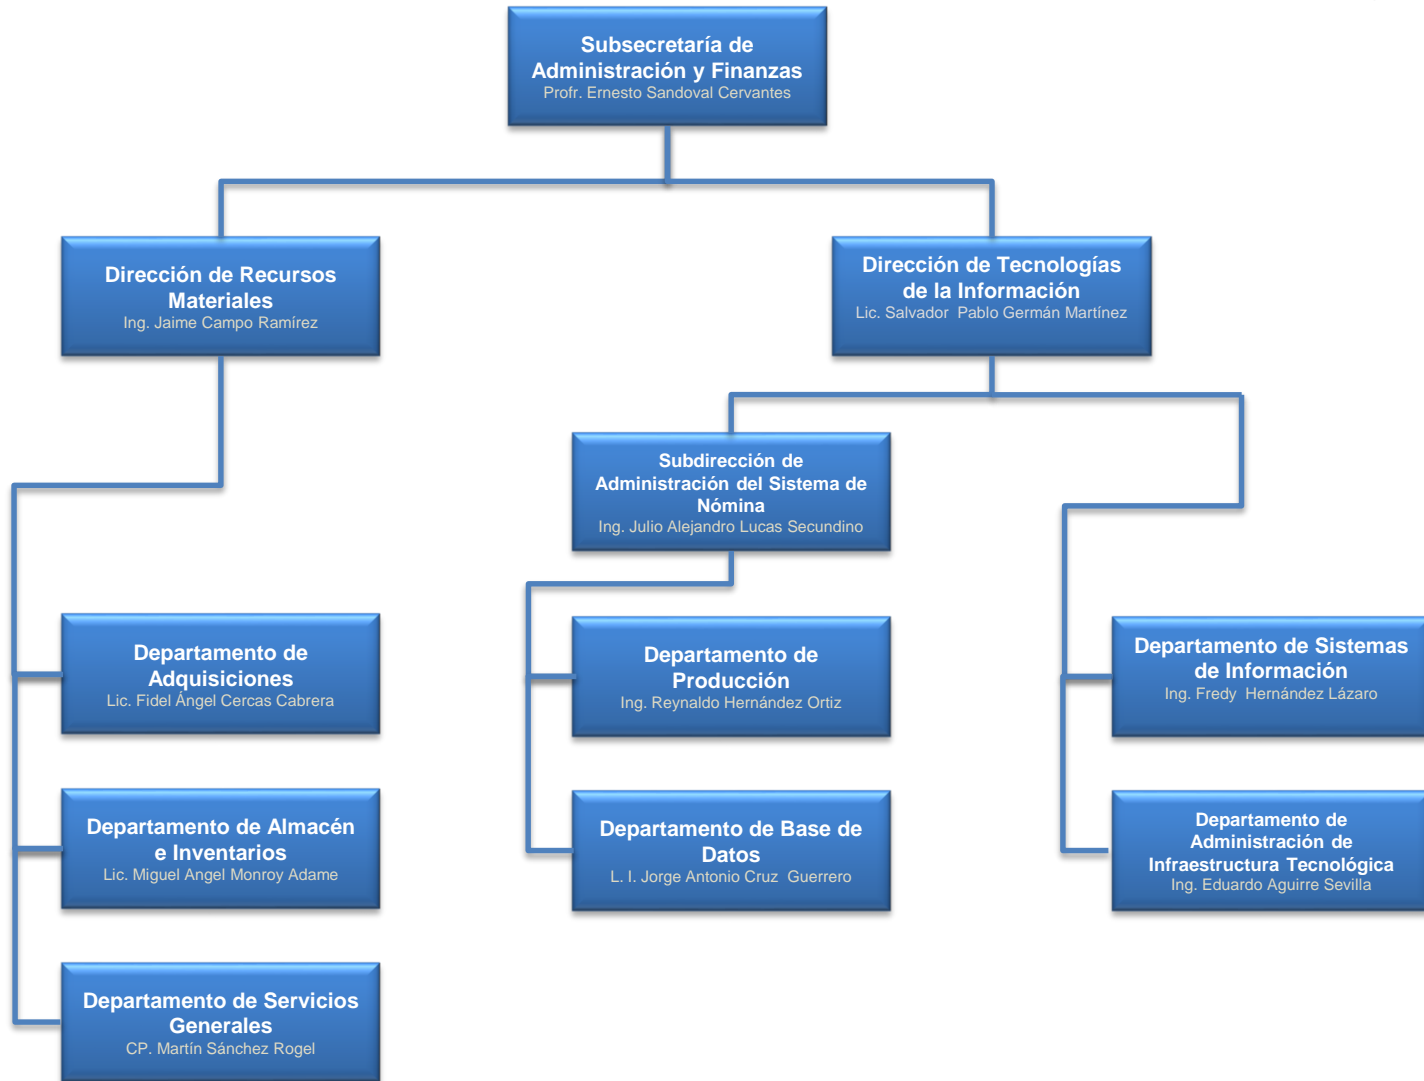 Subsecretaría de
Administración y Finanzas
Profr. Ernesto Sandoval Cervantes
Dirección de Recursos
Materiales
Ing. Jaime Campo Ramírez
Dirección de Tecnologías
de la Información
Lic. Salvador  Pablo Germán Martínez
Subdirección de
Administración del Sistema de
Nómina
Ing. Julio Alejandro Lucas Secundino
Departamento de
Adquisiciones
Lic. Fidel Ángel Cercas Cabrera
Departamento de
Producción
Ing. Reynaldo Hernández Ortiz
Departamento de Sistemas
de Información
Ing. Fredy  Hernández Lázaro
Departamento de Almacén
e Inventarios
Lic. Miguel Angel Monroy Adame
Departamento de Base de
Datos
L. I. Jorge Antonio Cruz  Guerrero
Departamento de
Administración de
Infraestructura Tecnológica
Ing. Eduardo Aguirre Sevilla
Departamento de Servicios
Generales
CP. Martín Sánchez Rogel